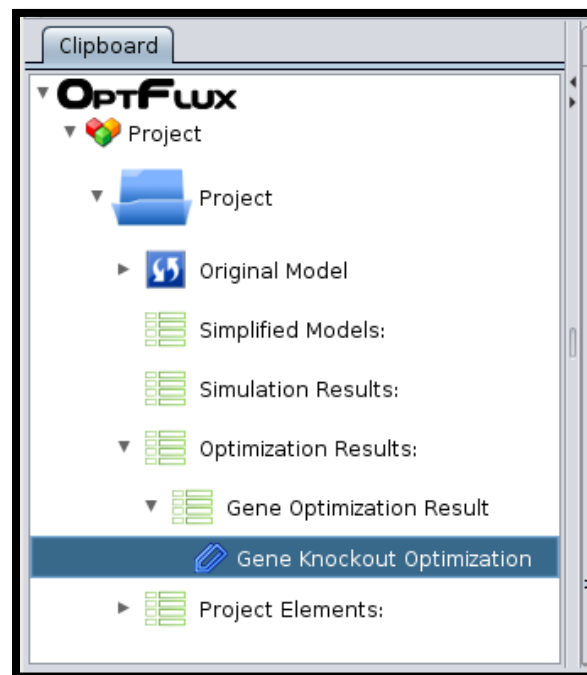 Clipboard
OptFlux
Project
Project
Original Model
Simplified Models:
Simulation Results:
Optimization Results:
Gene Optimization Result
Gene Knockout Optimization
Project Elements: